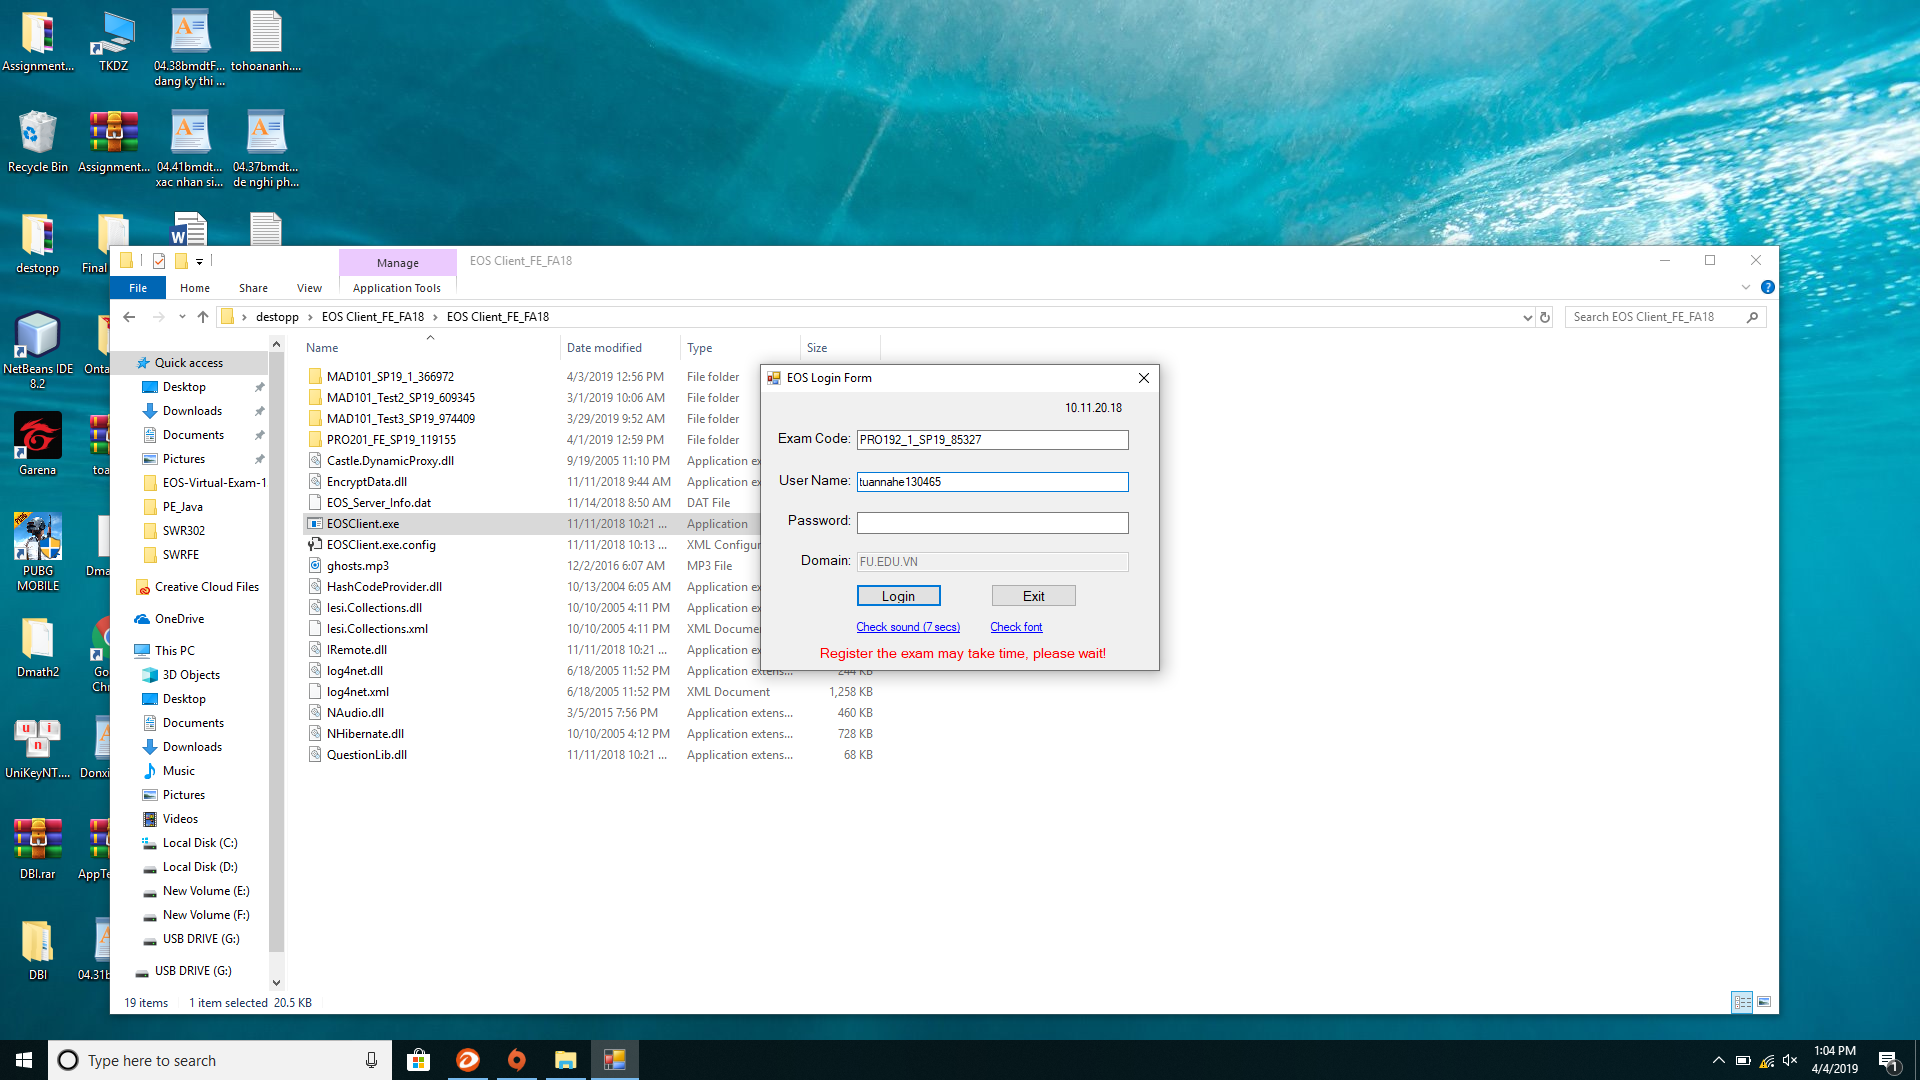 Assignment...
TKDZ
04.38bmdtF...
dang ky thi ...
tohoananh....
Recycle Bin
Assignment...
04.41bmdt...
xac nhan si...
04.37bmdt...
de nghi ph...
destopp
Final
NetBeans IDE
8.2
Onta
Garena
toa
PUBG
MOBILE
Dma
Dmath2
Go
Chr
UniKeyNT....
Donxi
DBI.rar
AppTe
DBI
04.31b
Manage
EOS Client_FE_FA18
File
Home
Share
View
Application Tools
destopp
EOS Client_FE_FA18
EOS Client_FE_FA18
Search EOS Client_FE_FA18
Quick access
Desktop
Downloads
Documents
Pictures
EOS-Virtual-Exam-1
PE_Java
SWR302
SWRFE
Creative Cloud Files
OneDrive
This PC
3D Objects
Desktop
Documents
Downloads
Music
Pictures
Videos
Local Disk (C:)
Local Disk (D:)
New Volume (E:)
New Volume (F:)
USB DRIVE (G:)
USB DRIVE (G:)
Name Date modified Type Size
MAD101_SP19_1_366972 4/3/2019 12:56 PM File folder
MAD101_Test2_SP19_609345 3/1/2019 10:06 AM File folder
MAD101_Test3_SP19_974409 3/29/2019 9:52 AM File folder
PRO201_FE_SP19_119155 4/1/2019 12:59 PM File folder
Castle.DynamicProxy.dll 9/19/2005 11:10 PM Application ex
EncryptData.dll 11/11/2018 9:44 AM Application ex
EOS_Server_Info.dat 11/14/2018 8:50 AM DAT File
EOSClient.exe 11/11/2018 10:21 ... Application
EOSClient.exe.config 11/11/2018 10:13 ... XML Configur
ghosts.mp3 12/2/2016 6:07 AM MP3 File
HashCodeProvider.dll 10/13/2004 6:05 AM Application ex
Iesi.Collections.dll 10/10/2005 4:11 PM Application ex
Iesi.Collections.xml 10/10/2005 4:11 PM XML Docume
IRemote.dll 11/11/2018 10:21 ... Application ex
log4net.dll 6/18/2005 11:52 PM Application extens... 244 KB
log4net.xml 6/18/2005 11:52 PM XML Document 1,258 KB
NAudio.dll 3/5/2015 7:56 PM Application extens... 460 KB
NHibernate.dll 10/10/2005 4:12 PM Application extens... 728 KB
QuestionLib.dll 11/11/2018 10:21 ... Application extens... 68 KB
19 items 1 item selected 20.5 KB
EOS Login Form
10.11.20.18
Exam Code: PRO192_1_SP19_85327
User Name: tuannahe130465
Password:
Domain: FU.EDU.VN
Login Exit
Check sound (7 secs) Check font
Register the exam may take time, please wait!
Type here to search
1:04 PM
4/4/2019
1